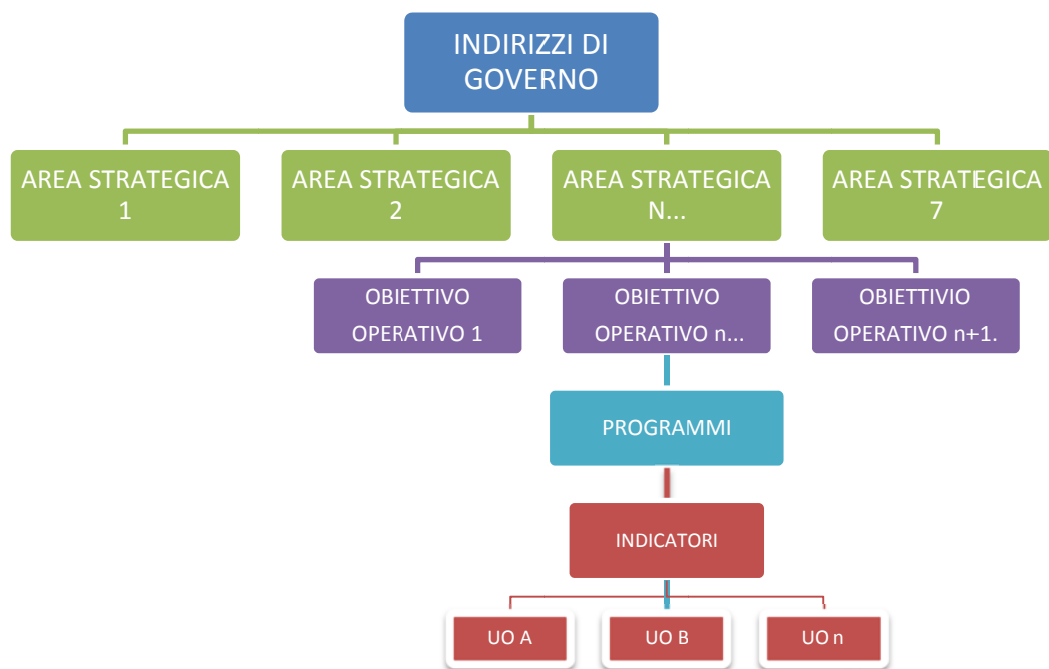 INDIRIZZI DI
GOVERNO
AREA STRATEGICA
1
AREA STRATEGICA
2
AREA STRATEGICA
N...
AREA STRATEGICA
7
OBIETTIVO
OPERATIVO 1
OBIETTIVO
OPERATIVO n...
OBIETTIVIO
OPERATIVO n+1.
PROGRAMMI
INDICATORI
UO A
UO B
UO n